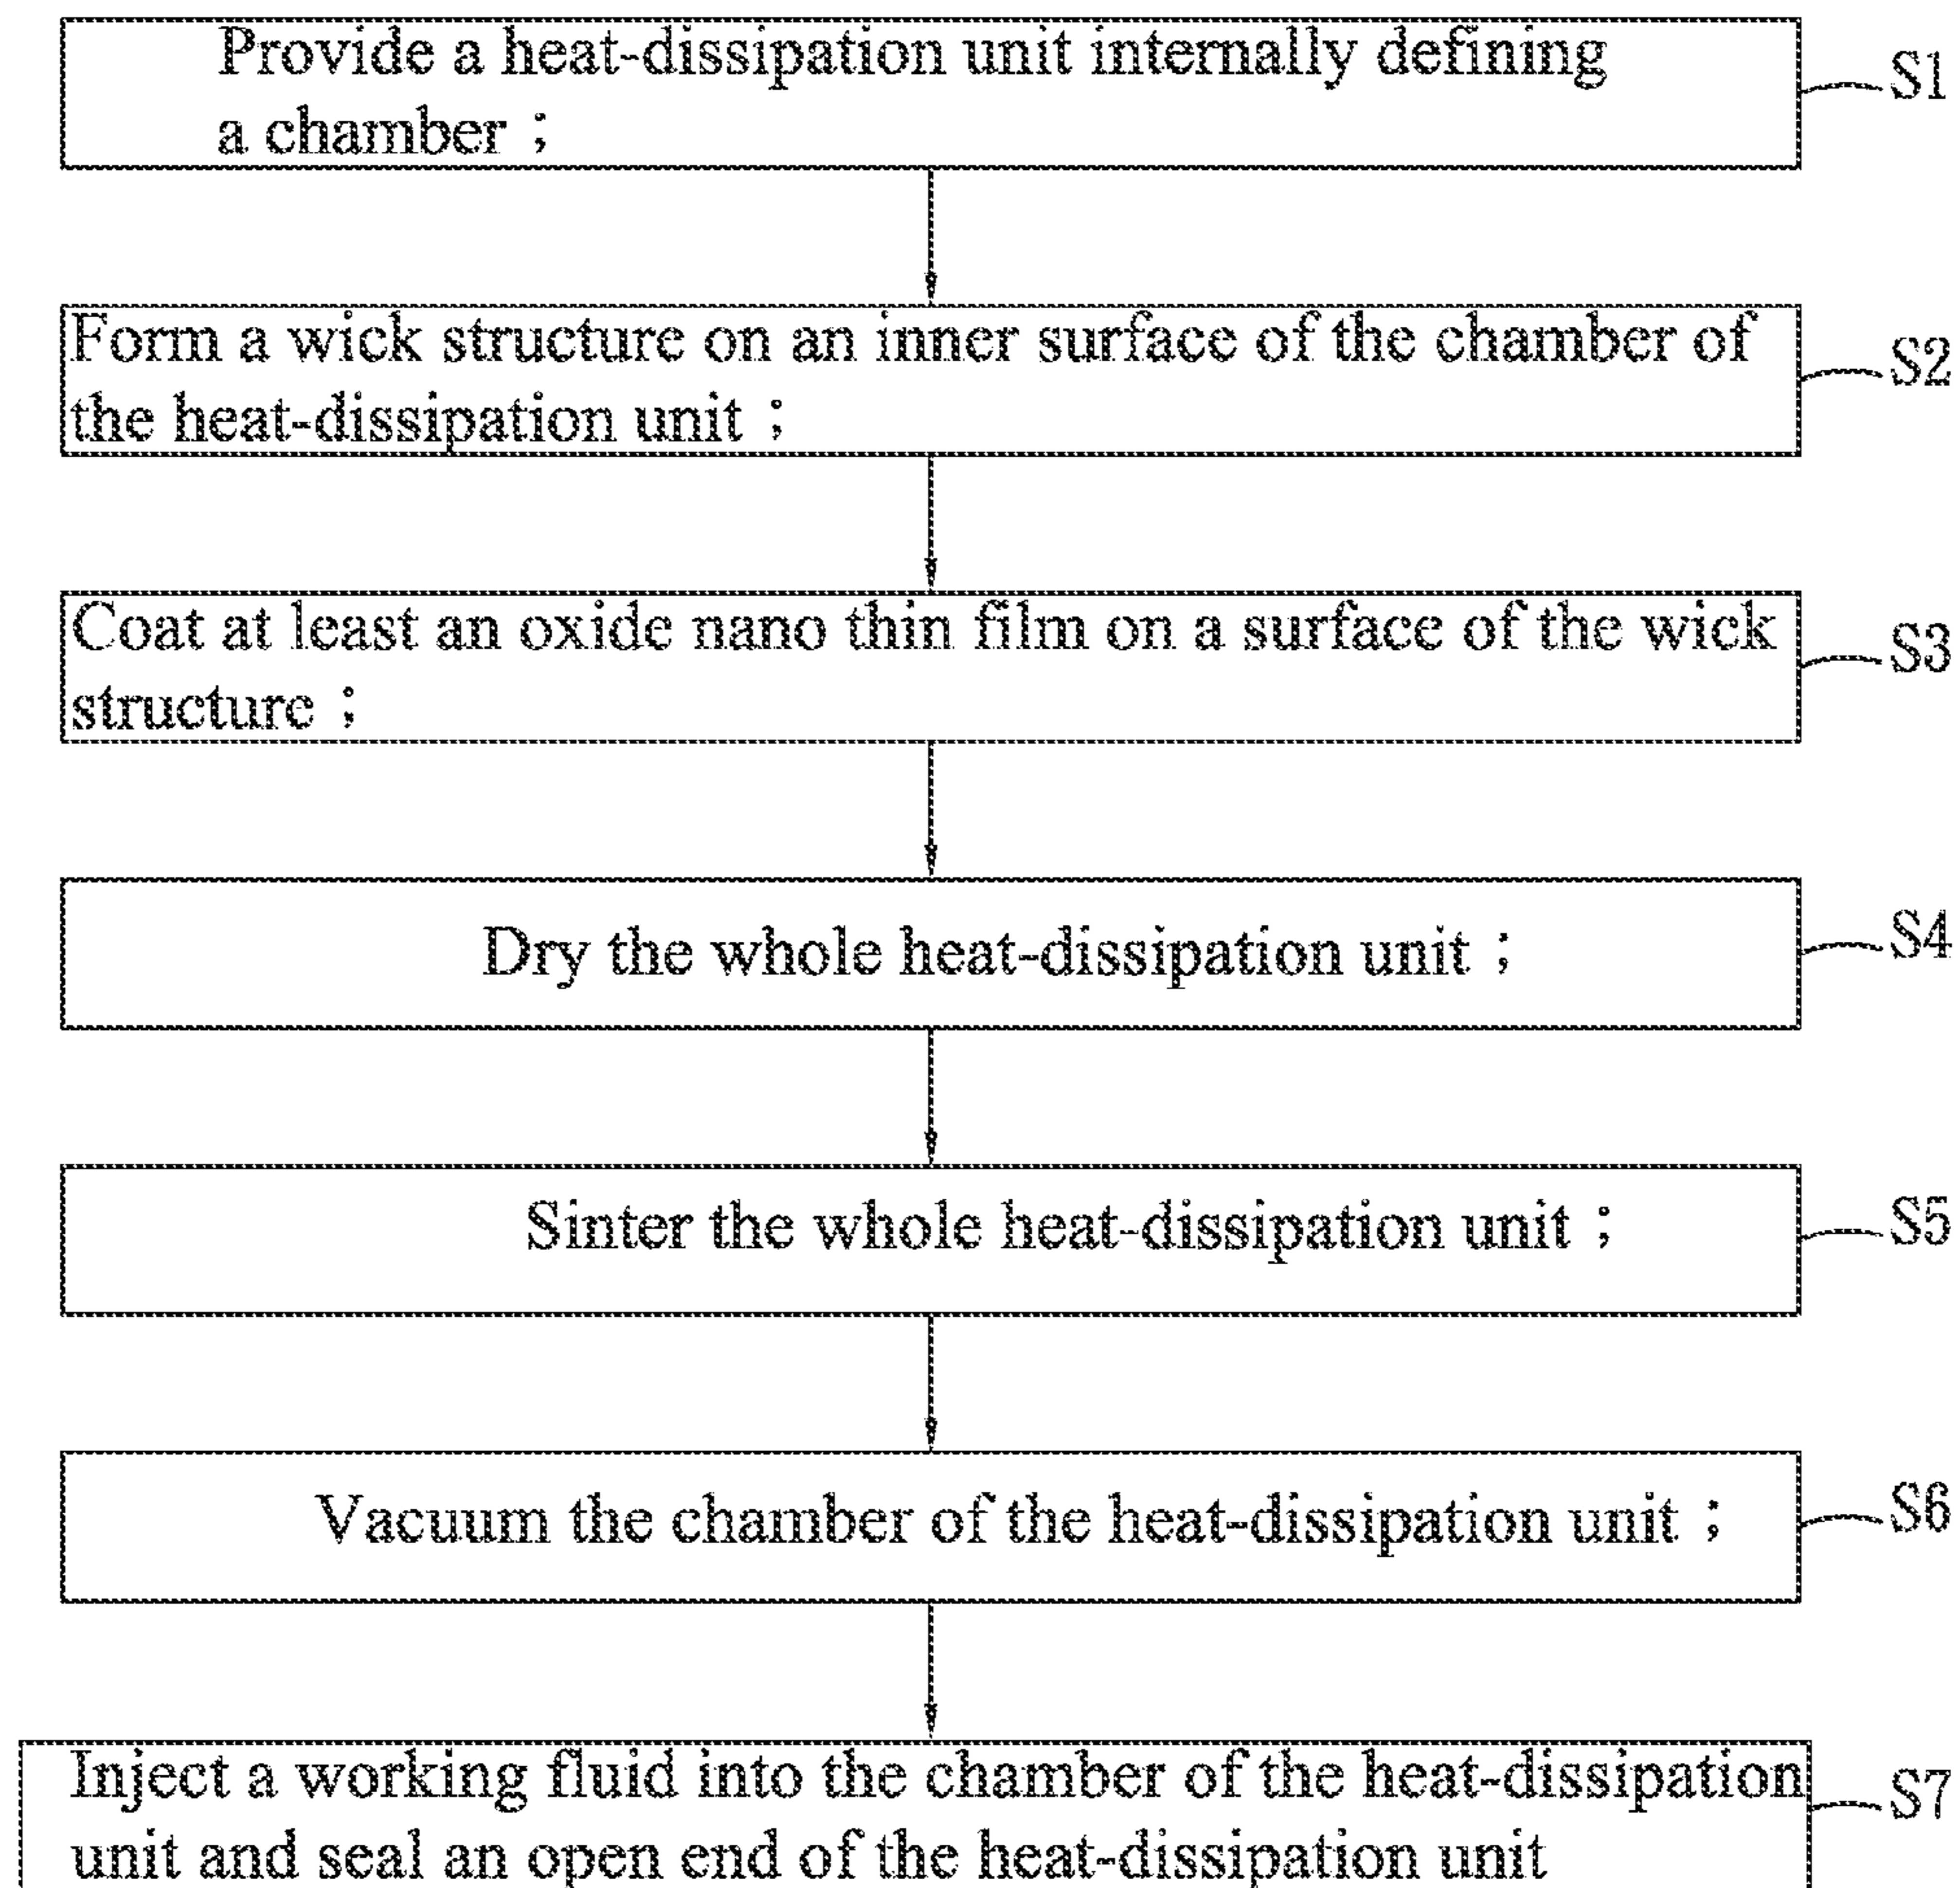 Provide a heat-dissipation unit internally defining
a chamber ;
S1
Form a wick structure on an inner surface of the chamber of
the heat-dissipation unit ;
S2
Coat at least an oxide nano thin film on a surface of the wick
structure ;
S3
Dry the whole heat-dissipation unit ;
S4
Sinter the whole heat-dissipation unit ;
S5
Vacuum the chamber of the heat-dissipation unit ;
S6
Inject a working fluid into the chamber of the heat-dissipation
unit and seal an open end of the heat-dissipation unit
S7